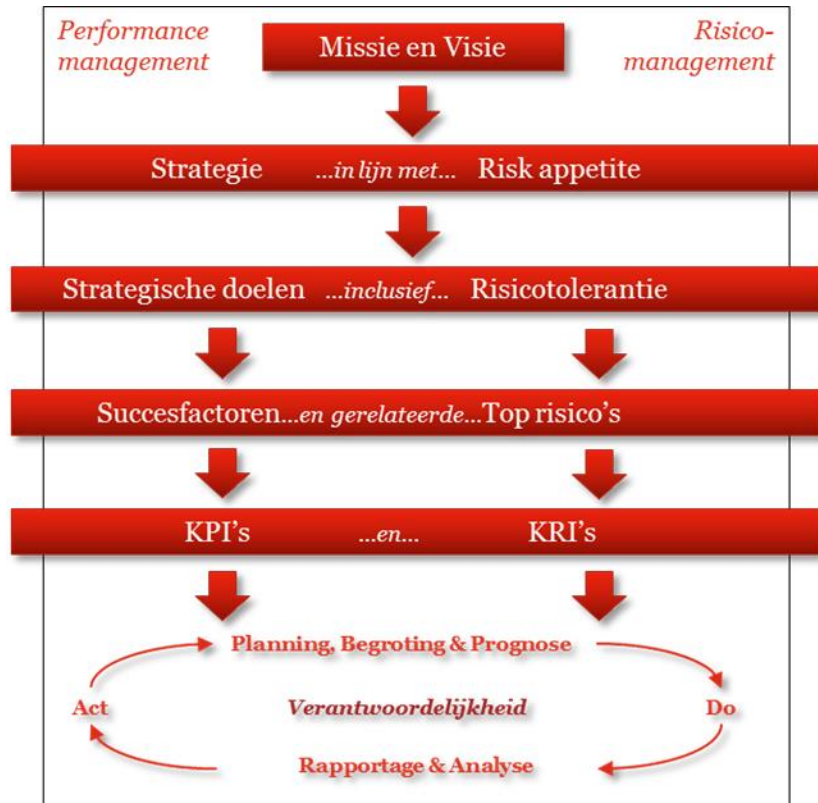 Performance
management
Missie en Visie
Risico-
management
Strategie ...in lijn met... Risk appetite
Strategische doelen ...inclusief... Risicotolerantie
Succesfactoren...en gerelateerde...Top risico's
KPI's ...en... KRI's
Planning, Begroting & Prognose
Act Verantwoordelijkheid Do
Rapportage & Analyse